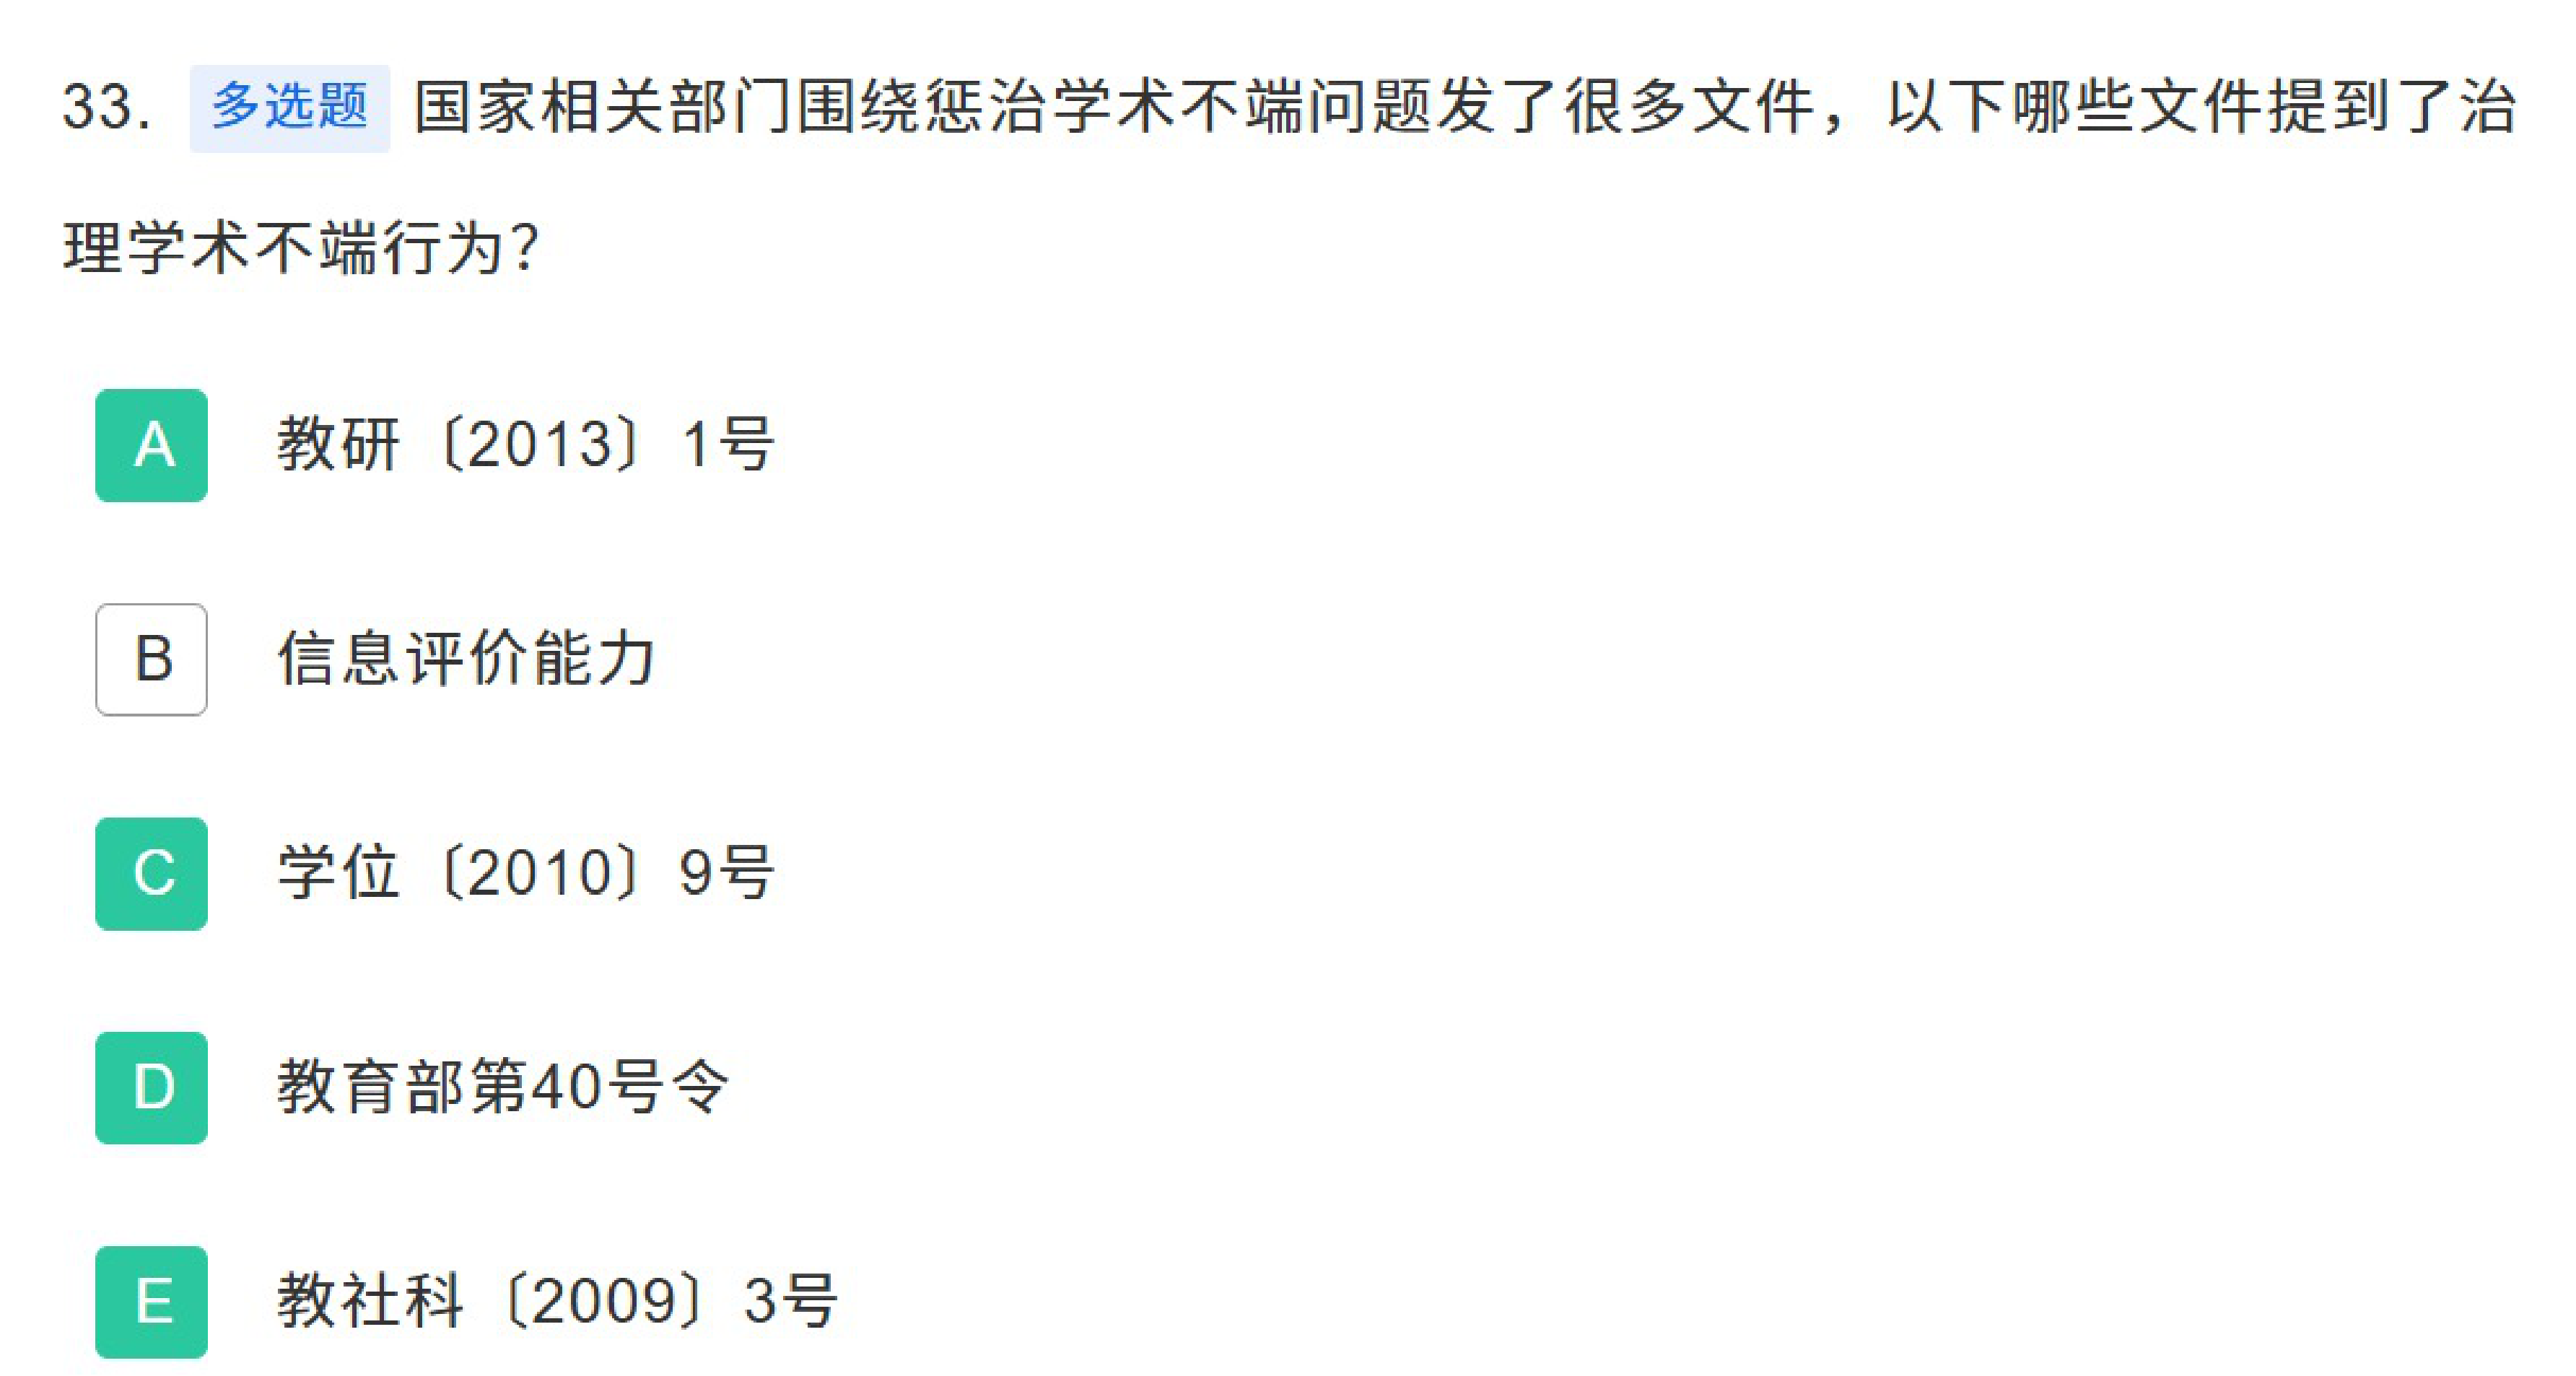 33. 多选题 国家相关部门围绕惩治学术不端问题发了很多文件，以下哪些文件提到了治
理学术不端行为？
A 教研〔2013〕1号
B 信息评价能力
C 学位〔2010〕9号
D 教育部第40号令
E 教社科〔2009〕3号